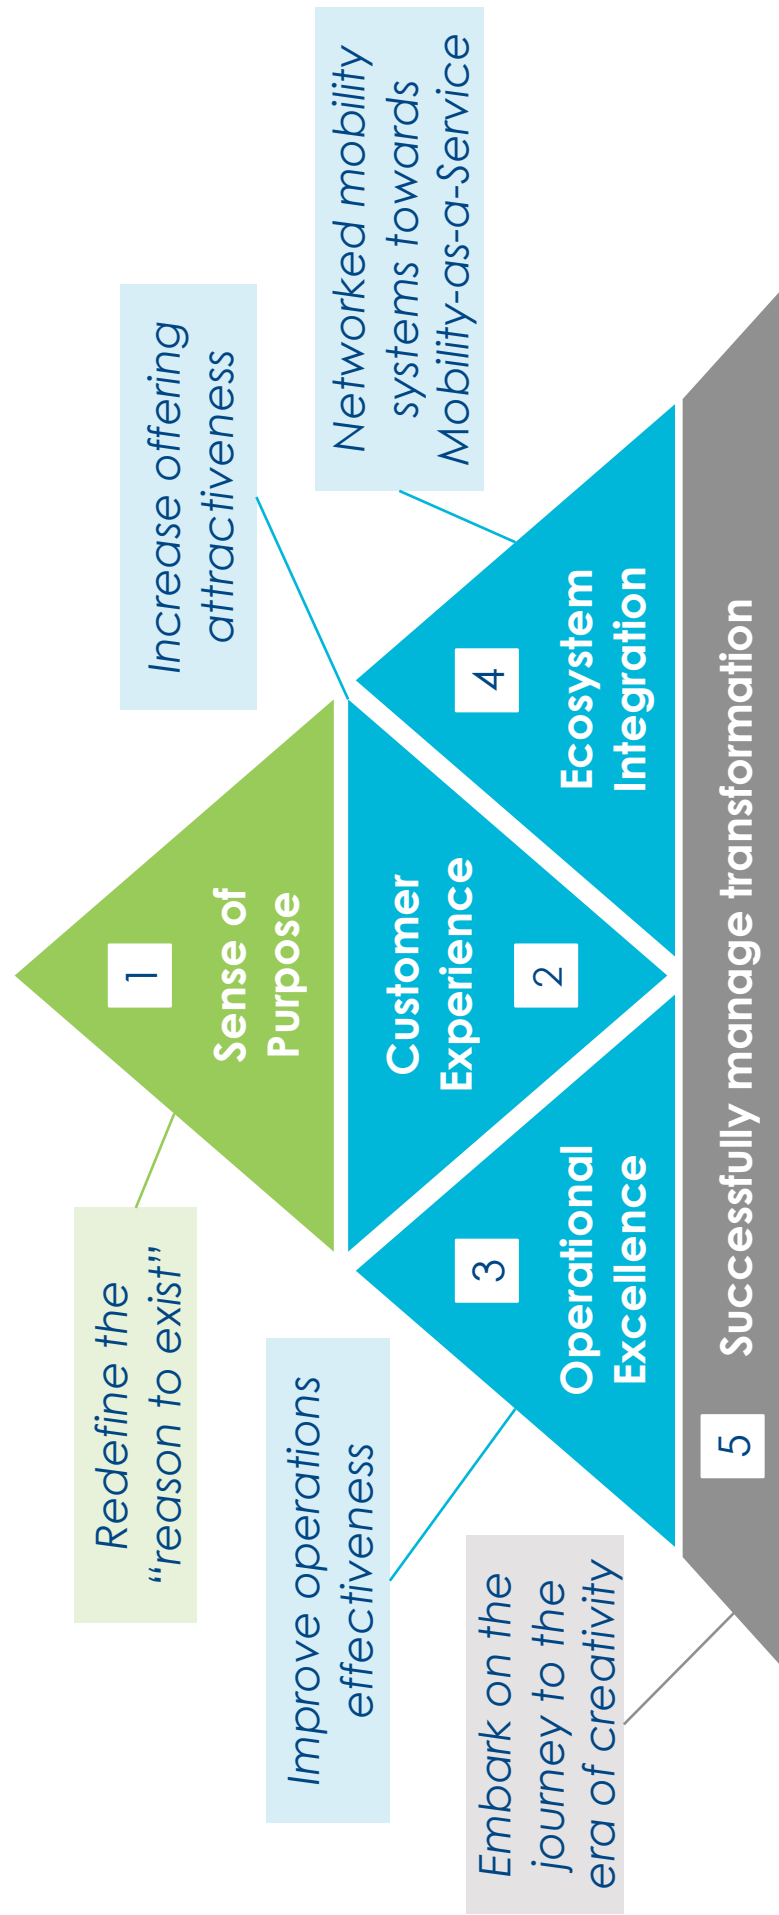 Redefine the
“reason to exist”
1
Sense of
Purpose
Increase offering
attractiveness
Improve operations
effectiveness
Customer
Experience
2
Networked mobility
systems towards
Mobility-as-a-Service
3
Operational
Excellence
4
Ecosystem
Integration
Embark on the
journey to the
era of creativity
5
Successfully manage transformation